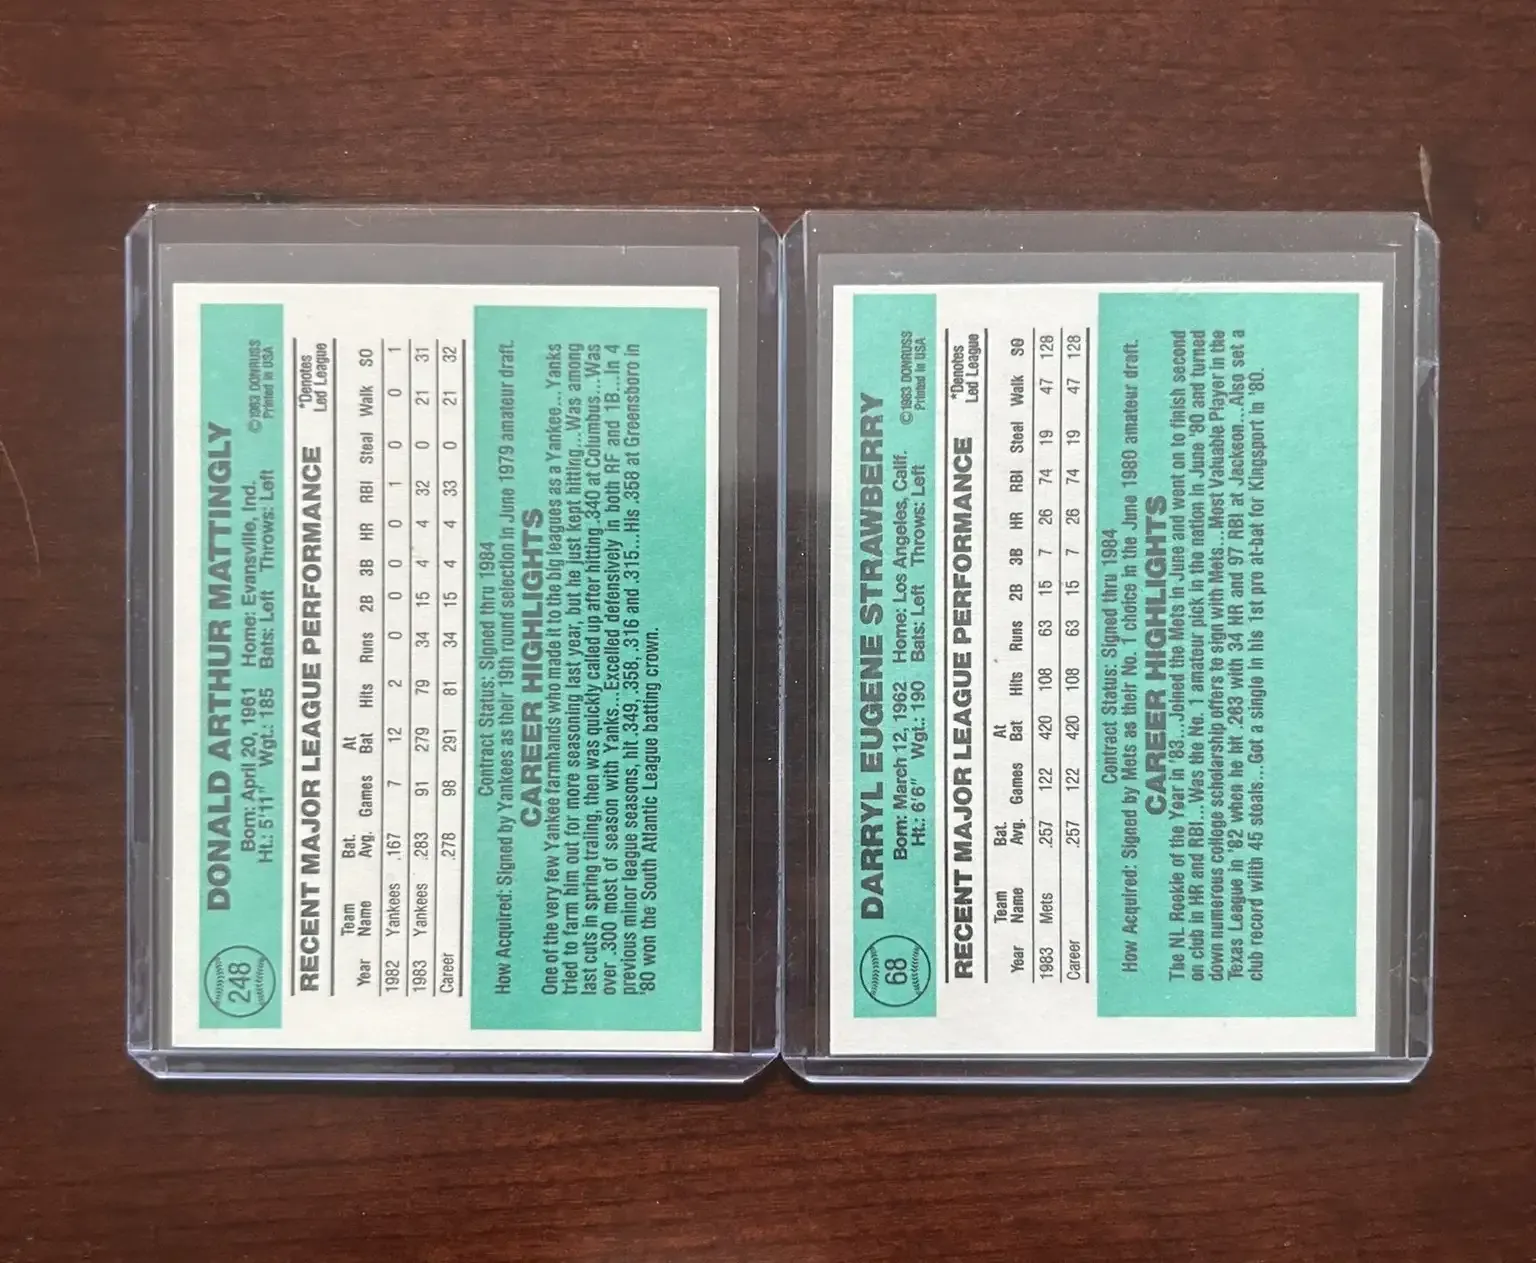 248
DONALD ARTHUR MATTINGLY
Born: April 20, 1961 Home: Evansville, Ind. ©1983 DONRUSS
Ht.: 5'11" Wgt.: 185 Bats: Left Throws: Left Printed in USA
RECENT MAJOR LEAGUE PERFORMANCE *Denotes Led League
Year Team Name Bat. Avg. Games At Bat Hits Runs 2B 3B HR RBI Steal Walk SO
1982 Yankees .167 7 12 2 0 0 0 0 1 0 0 1
1983 Yankees .283 91 279 79 34 15 4 4 32 0 21 31
Career .278 98 291 81 34 15 4 4 33 0 21 32
Contract Status: Signed thru 1984
How Acquired: Signed by Yankees as their 19th round selection in June 1979 amateur draft.
CAREER HIGHLIGHTS
One of the very few Yankee farmhands who made it to the big leagues as a Yankee...Yanks
tried to farm him out for more seasoning last year, but he just kept hitting...Was among
last cuts in spring trailing, then was quickly called up after hitting .340 at Columbus...Was
over .300 most of season with Yanks...Excelled defensively in both RF and 1B...In 4
previous minor league seasons, hit .349, .358, .316 and .315...His .358 at Greensboro in
'80 won the South Atlantic League batting crown.
68
DARRYL EUGENE STRAWBERRY
Born: March 12, 1962 Home: Los Angeles, Calif. ©1983 DONRUSS
Ht.: 6'6" Wgt.: 190 Bats: Left Throws: Left Printed in USA
RECENT MAJOR LEAGUE PERFORMANCE *Denotes Led League
Year Team Name Bat. Avg. Games At Bat Hits Runs 2B 3B HR RBI Steal Walk SO
1983 Mets .257 122 420 108 63 15 7 26 74 19 47 128
Career .257 122 420 108 63 15 7 26 74 19 47 128
Contract Status: Signed thru 1984
How Acquired: Signed by Mets as their No. 1 choice in the June 1980 amateur draft.
CAREER HIGHLIGHTS
The NL Rookie of the Year in '83...Joined the Mets in June and went on to finish second
on club in HR and RBI...Was the No. 1 amateur pick in the nation in June '80 and turned
down numerous college scholarship offers to sign with Mets...Most Valuable Player in the
Texas League in '82 when he hit .283 with 34 HR and 97 RBI at Jackson...Also set a
club record with 45 steals...Got a single in his 1st pro at-bat for Kingsport in '80.